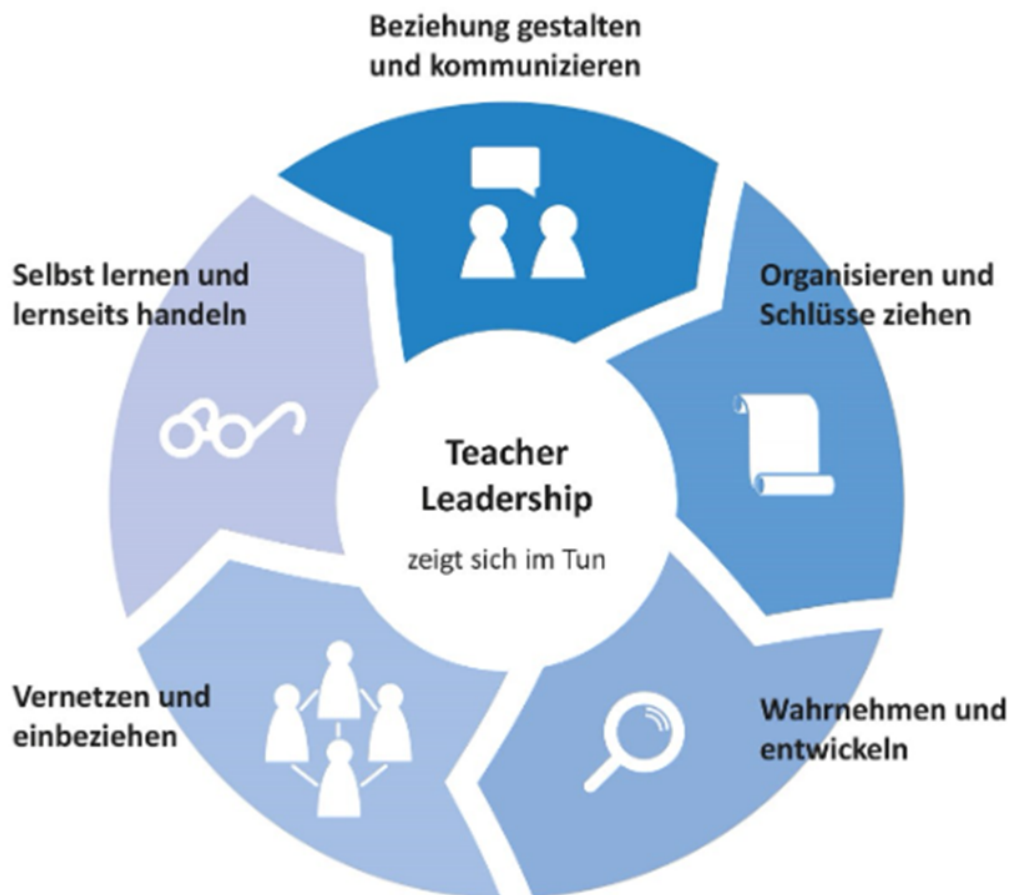 Beziehung gestalten
und kommunizieren
Selbst lernen und
lernseits handeln
Organisieren und
Schlüsse ziehen
Teacher
Leadership
zeigt sich im Tun
Vernetzen und
einbeziehen
Wahrnehmen und
entwickeln